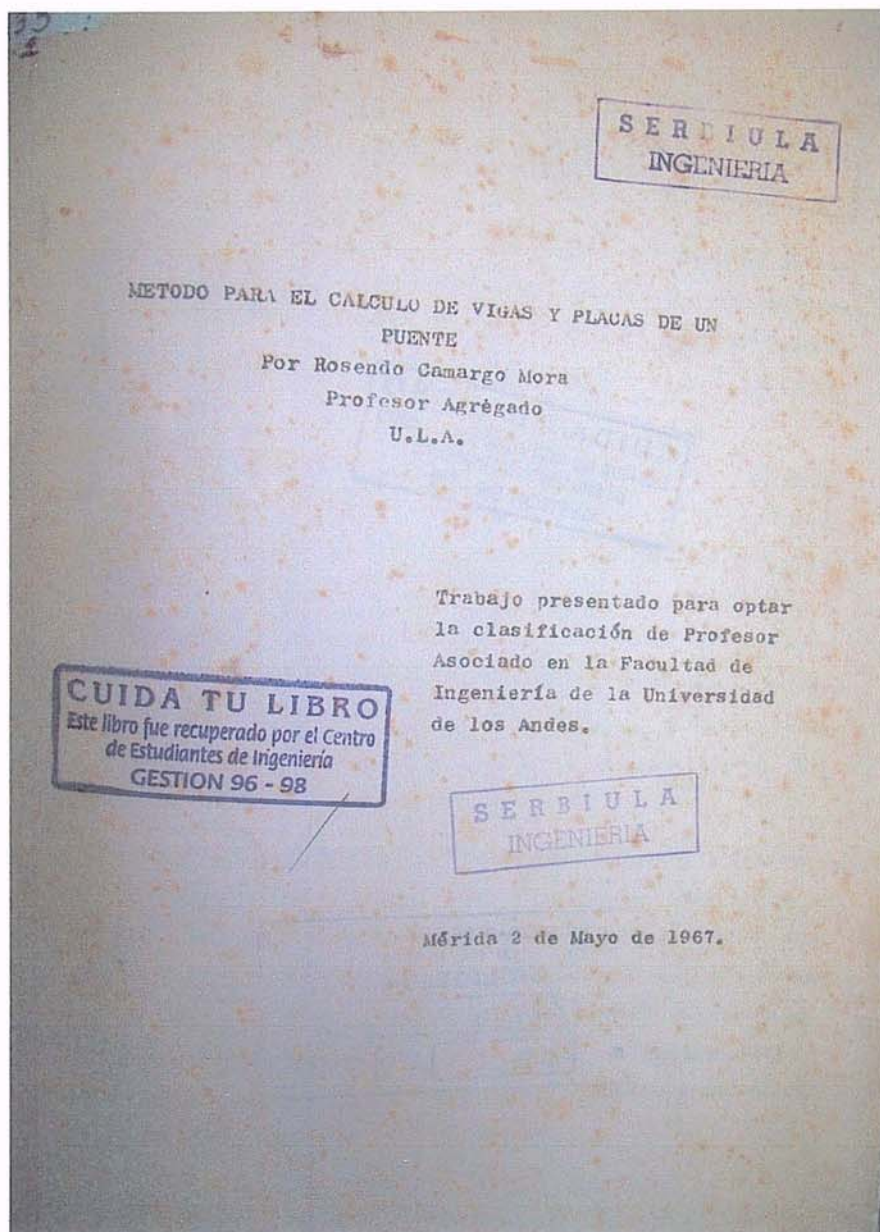 SERBIULA
INGENIERIA
METODO PARA EL CALCULO DE VIGAS Y PLACAS DE UN
PUENTE
Por Rosendo Camargo Mora
Profesor Agrégado
U.L.A.
Trabajo presentado para optar
la clasificación de Profesor
Asociado en la Facultad de
Ingeniería de la Universidad
de los Andes.
CUIDA TU LIBRO
Este libro fue recuperado por el Centro
de Estudiantes de Ingeniería
GESTION 96 - 98
SERBIULA
INGENIERIA
Mérida 2 de Mayo de 1967.